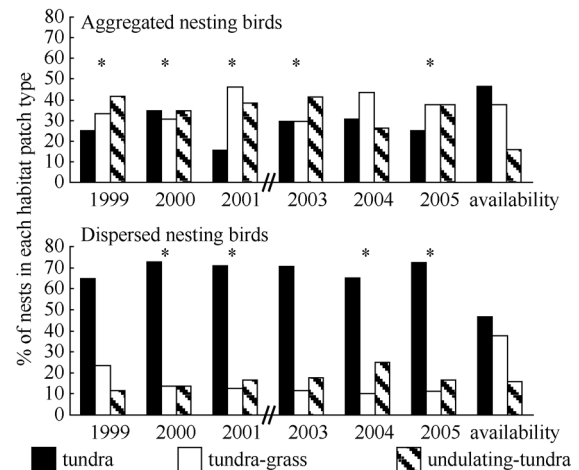 Aggregated nesting birds
80
70
60
50
40
30
20
10
0
* * * * *
1999 2000 2001 2003 2004 2005 availability
% of nests in each habitat patch type
Dispersed nesting birds
80
70
60
50
40
30
20
10
0
* * * *
1999 2000 2001 2003 2004 2005 availability
tundra tundra-grass undulating-tundra